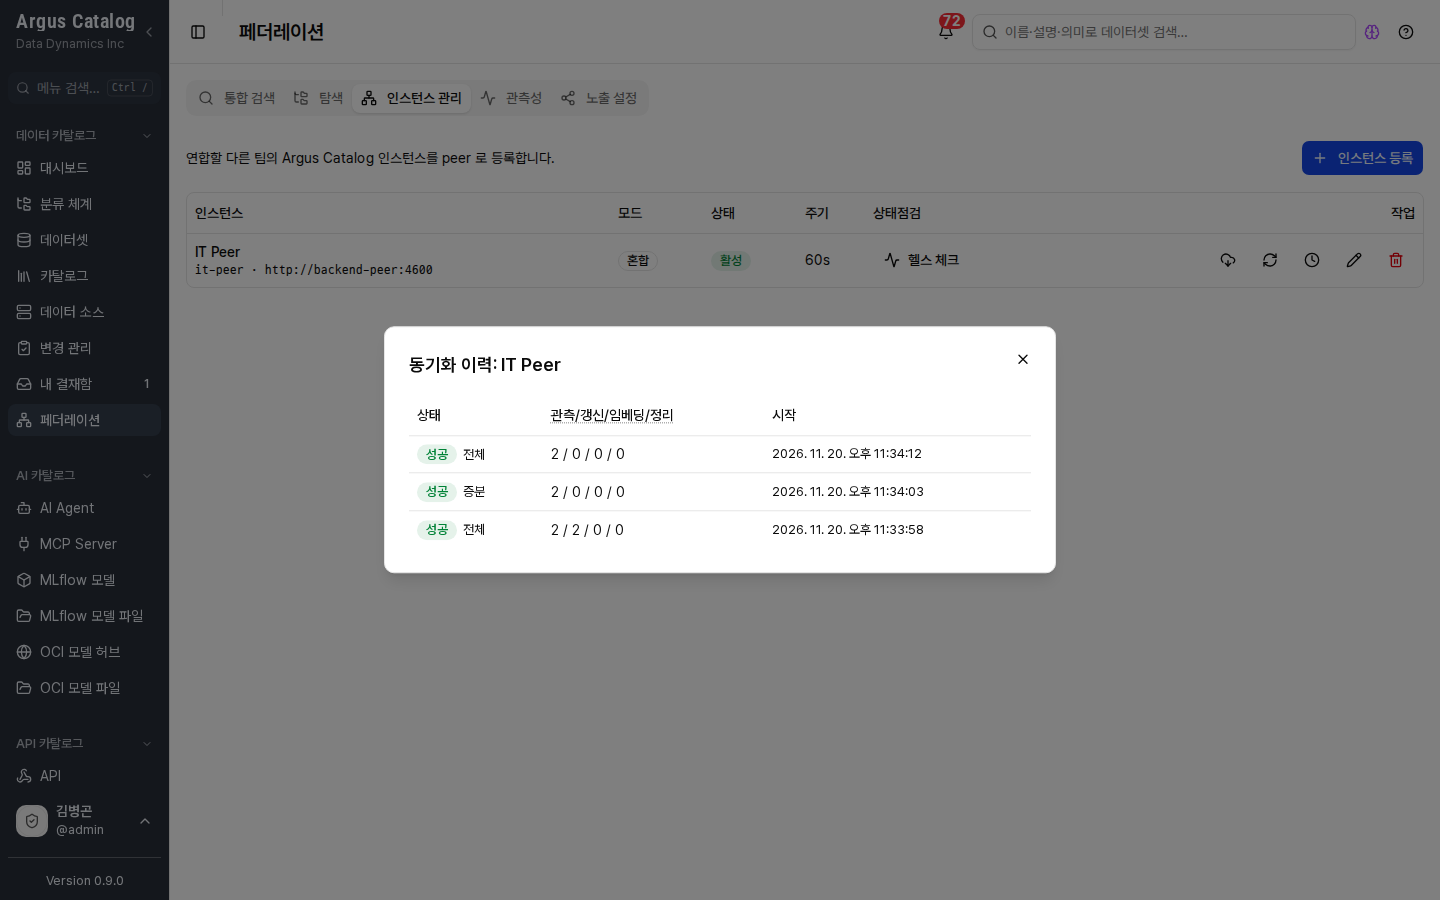 Argus Catalog
Data Dynamics Inc
메뉴 검색... Ctrl /
데이터 카탈로그
대시보드
분류 체계
데이터셋
카탈로그
데이터 소스
변경 관리
내 결재함 1
페더레이션
AI 카탈로그
AI Agent
MCP Server
MLflow 모델
MLflow 모델 파일
OCI 모델 허브
OCI 모델 파일
API 카탈로그
API
김병곤
@admin
Version 0.9.0
페더레이션
72
이름·설명·의미로 데이터셋 검색...
통합 검색 탐색 인스턴스 관리 관측성 노출 설정
연합할 다른 팀의 Argus Catalog 인스턴스를 peer 로 등록합니다.
인스턴스 등록
인스턴스 모드 상태 주기 상태점검 작업
IT Peer
it-peer · http://backend-peer:4600
혼합 활성 60s 헬스 체크
동기화 이력: IT Peer
상태 관측/갱신/임베딩/정리 시작
성공 전체 2 / 0 / 0 / 0 2026. 11. 20. 오후 11:34:12
성공 증분 2 / 0 / 0 / 0 2026. 11. 20. 오후 11:34:03
성공 전체 2 / 2 / 0 / 0 2026. 11. 20. 오후 11:33:58